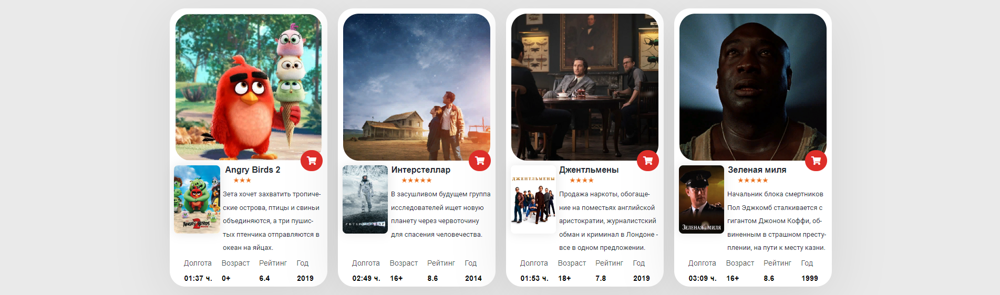 Angry Birds 2
★★★
Зета хочет захватить тропиче-
ские острова, птицы и свиньи
объединяются, а три пушис-
тых птенчика отправляются в
океан на яйцах.
ANGRY BIRDS
2
MOVIE
Долгота Возраст Рейтинг Год
01:37 ч. 0+ 6.4 2019
Интерстеллар
★★★★★
В засушливом будущем группа
исследователей ищет новую
планету через червоточину
для спасения человечества.
ИНТЕРСТЕЛЛАР
Долгота Возраст Рейтинг Год
02:49 ч. 16+ 8.6 2014
Джентльмены
★★★★
ДЖЕНТЛЬМЕНЫ
Продажа наркоты, обогаще-
ние на поместьях английской
аристократии, журналистский
обман и криминал в Лондоне -
все в одном предложении.
Долгота Возраст Рейтинг Год
01:53 ч. 18+ 7.8 2019
Зеленая миля
★★★★★
Начальник блока смертников
Пол Эджкомб сталкивается с
гигантом Джоном Коффи, об-
виненным в страшном престу-
плении, на пути к месту казни.
ЗЕЛЕНАЯ МИЛЯ
Долгота Возраст Рейтинг Год
03:09 ч. 16+ 8.6 1999